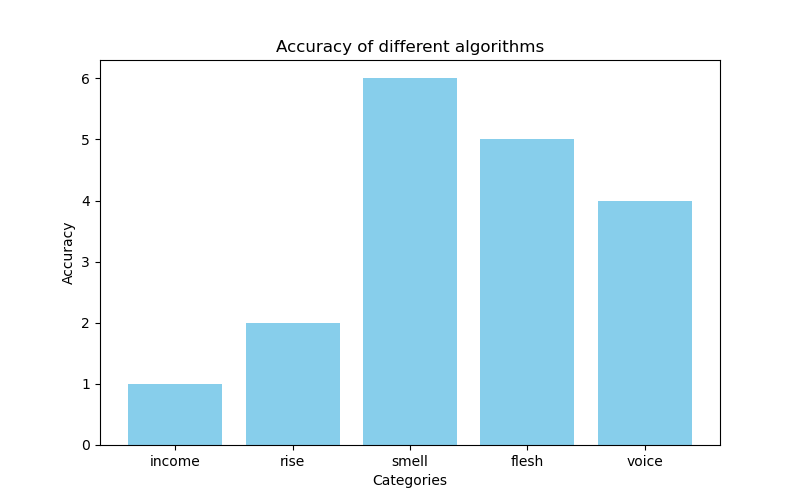 Accuracy of different algorithms
6
5
4
3
2
1
0
Accuracy
income rise smell flesh voice
Categories